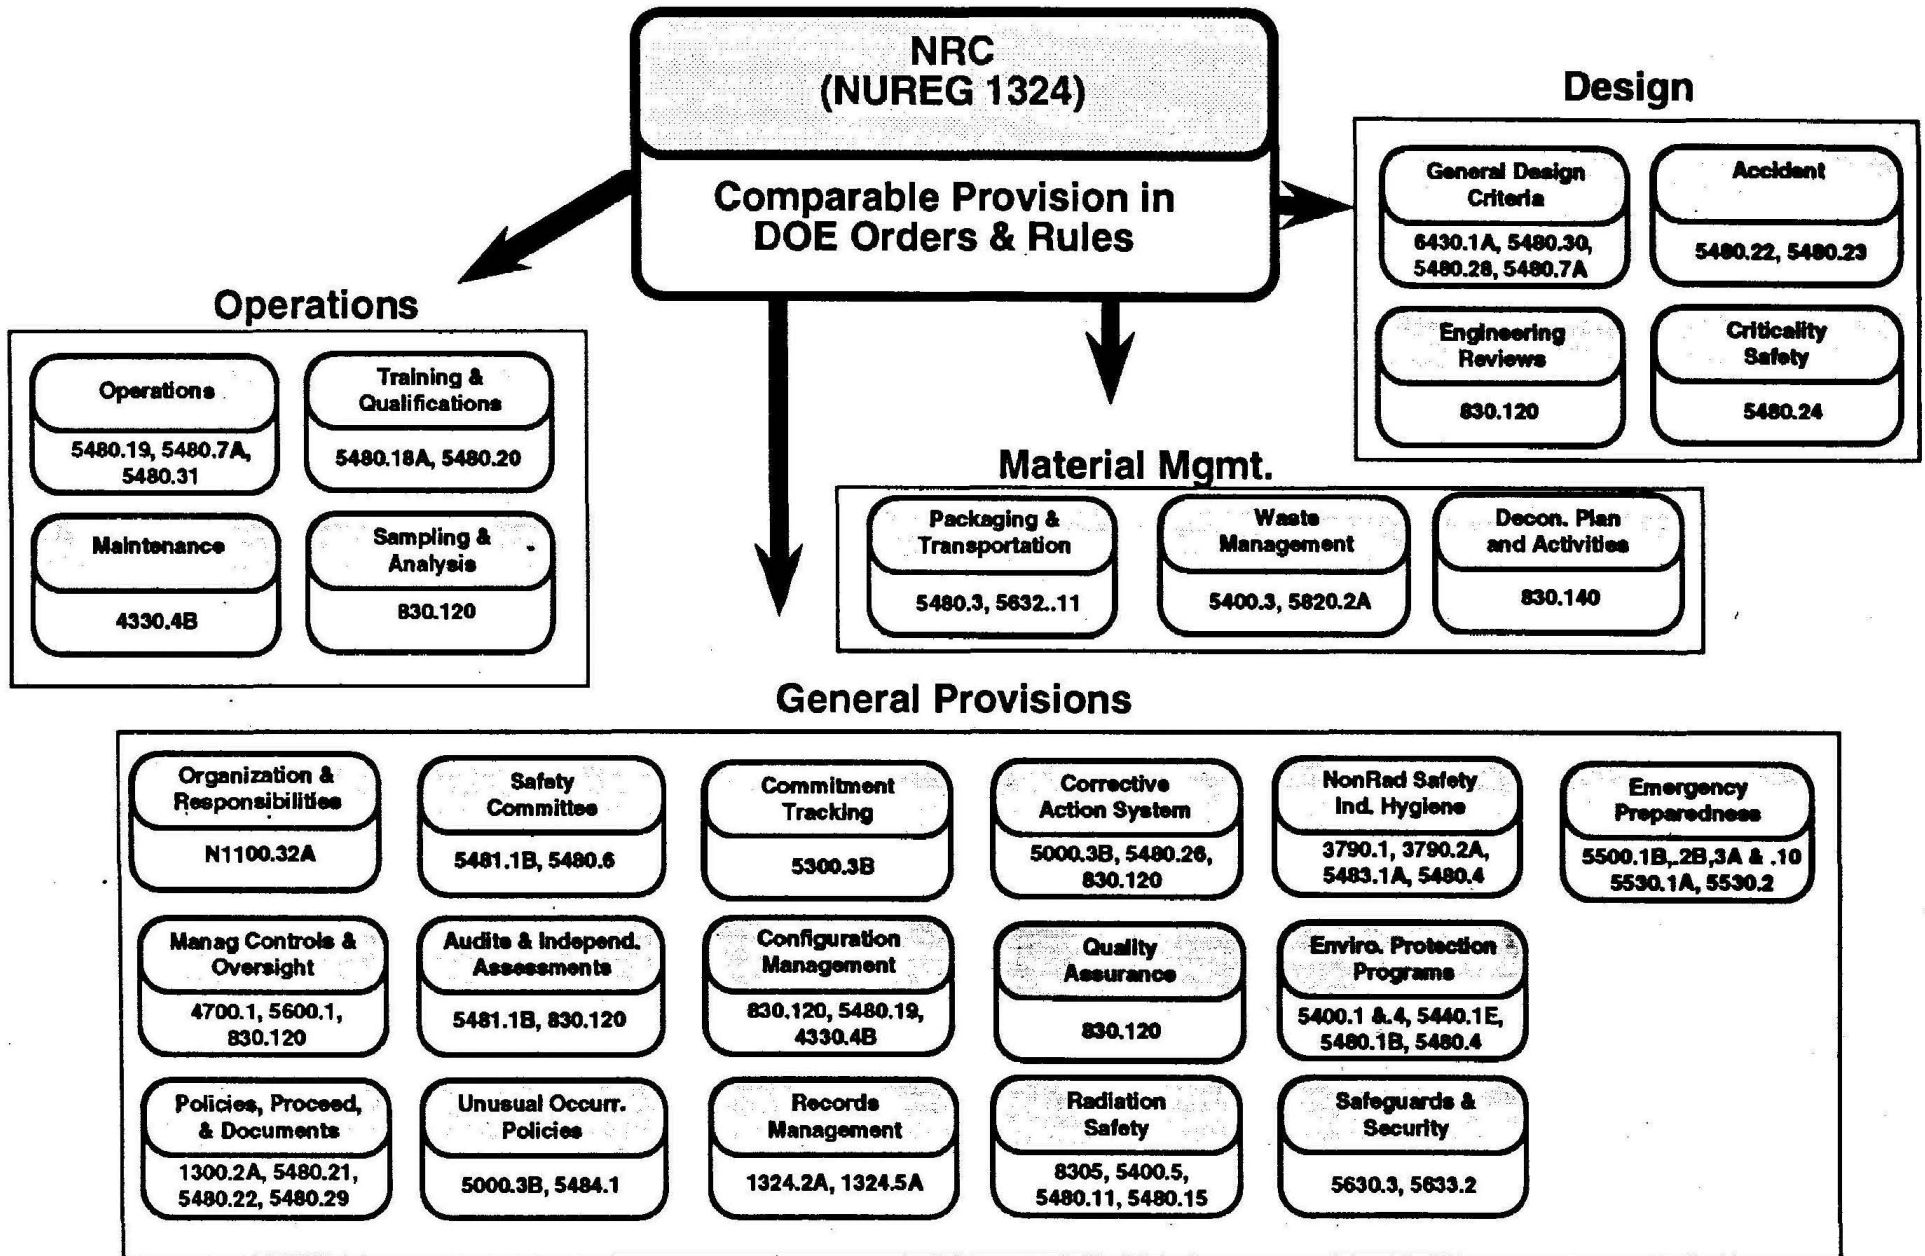 NRC
(NUREG 1324)
Comparable Provision in
DOE Orders & Rules
Design
General Design
Criteria
6430.1A, 5480.30,
5480.28, 5480.7A
Accident
5480.22, 5480.23
Engineering
Reviews
830.120
Criticality
Safety
5480.24
Operations
Operations
5480.19, 5480.7A,
5480.31
Training &
Qualifications
5480.18A, 5480.20
Maintenance
4330.4B
Sampling &
Analysis
830.120
Material Mgmt.
Packaging &
Transportation
5480.3, 5632..11
Waste
Management
5400.3, 5820.2A
Decon. Plan
and Activities
830.140
General Provisions
Organization &
Responsibilities
N1100.32A
Safety
Committee
5481.1B, 5480.6
Commitment
Tracking
5300.3B
Corrective
Action System
5000.3B, 5480.26,
830.120
NonRad Safety
Ind. Hygiene
3790.1, 3790.2A,
5483.1A, 5480.4
Emergency
Preparedness
5500.1B,.2B,3A & .10
5530.1A, 5530.2
Manag Controls &
Oversight
4700.1, 5600.1,
830.120
Audits & Independ.
Assessments
5481.1B, 830.120
Configuration
Management
830.120, 5480.19,
4330.4B
Quality
Assurance
830.120
Enviro. Protection
Programs
5400.1 &.4, 5440.1E,
5480.1B, 5480.4
Policies, Proceed,
& Documents
1300.2A, 5480.21,
5480.22, 5480.29
Unusual Occurr.
Policies
5000.3B, 5484.1
Records
Management
1324.2A, 1324.5A
Radiation
Safety
8305, 5400.5,
5480.11, 5480.15
Safeguards &
Security
5630.3, 5633.2